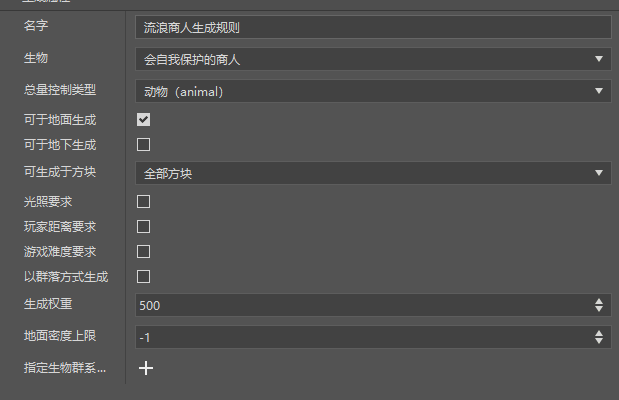 名字 流浪商人生成规则
生物 会自我保护的商人
总量控制类型 动物（animal）
可于地面生成
可于地下生成
可生成于方块 全部方块
光照要求
玩家距离要求
游戏难度要求
以群落方式生成
生成权重 500
地面密度上限 -1
指定生物群系...